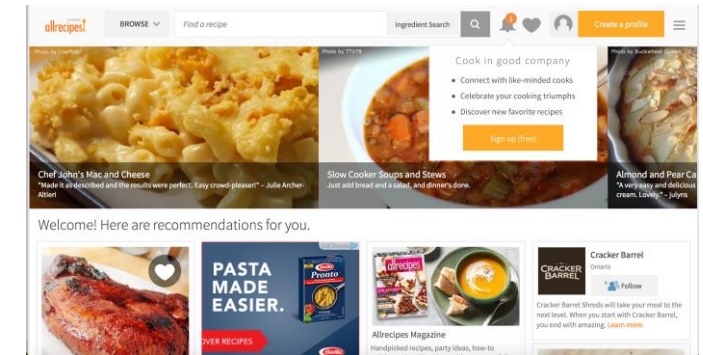 allrecipes!
BROWSE
Find a recipe
Ingredient Search
1
Create a profile
Photo by
Photo by TTV78
Photo by Buckwheat Queen
Cook in good company
Connect with like-minded cooks
Celebrate your cooking triumphs
Discover new favorite recipes
Sign up (free)
Chef John's Mac and Cheese
"Made it as described and the results were perfect. Easy crowd-pleaser!" – Julie Archer-
Altieri
Slow Cooker Soups and Stews
Just add bread and a salad, and dinner's done.
Almond and Pear Ca
"A very easy and delicious
cream. Lovely." – julyns
Welcome! Here are recommendations for you.
AdChoices
PASTA
MADE
EASIER.
Barilla
Pronto
OVER RECIPES
Barilla
allrecipes
Allrecipes Magazine
Handpicked recipes, party ideas, how-to
CRACKER
BARREL
Cracker Barrel
Ontario
Follow
Cracker Barrel Shreds will take your meal to the
next level. When you start with Cracker Barrel,
you end with amazing. Learn more.